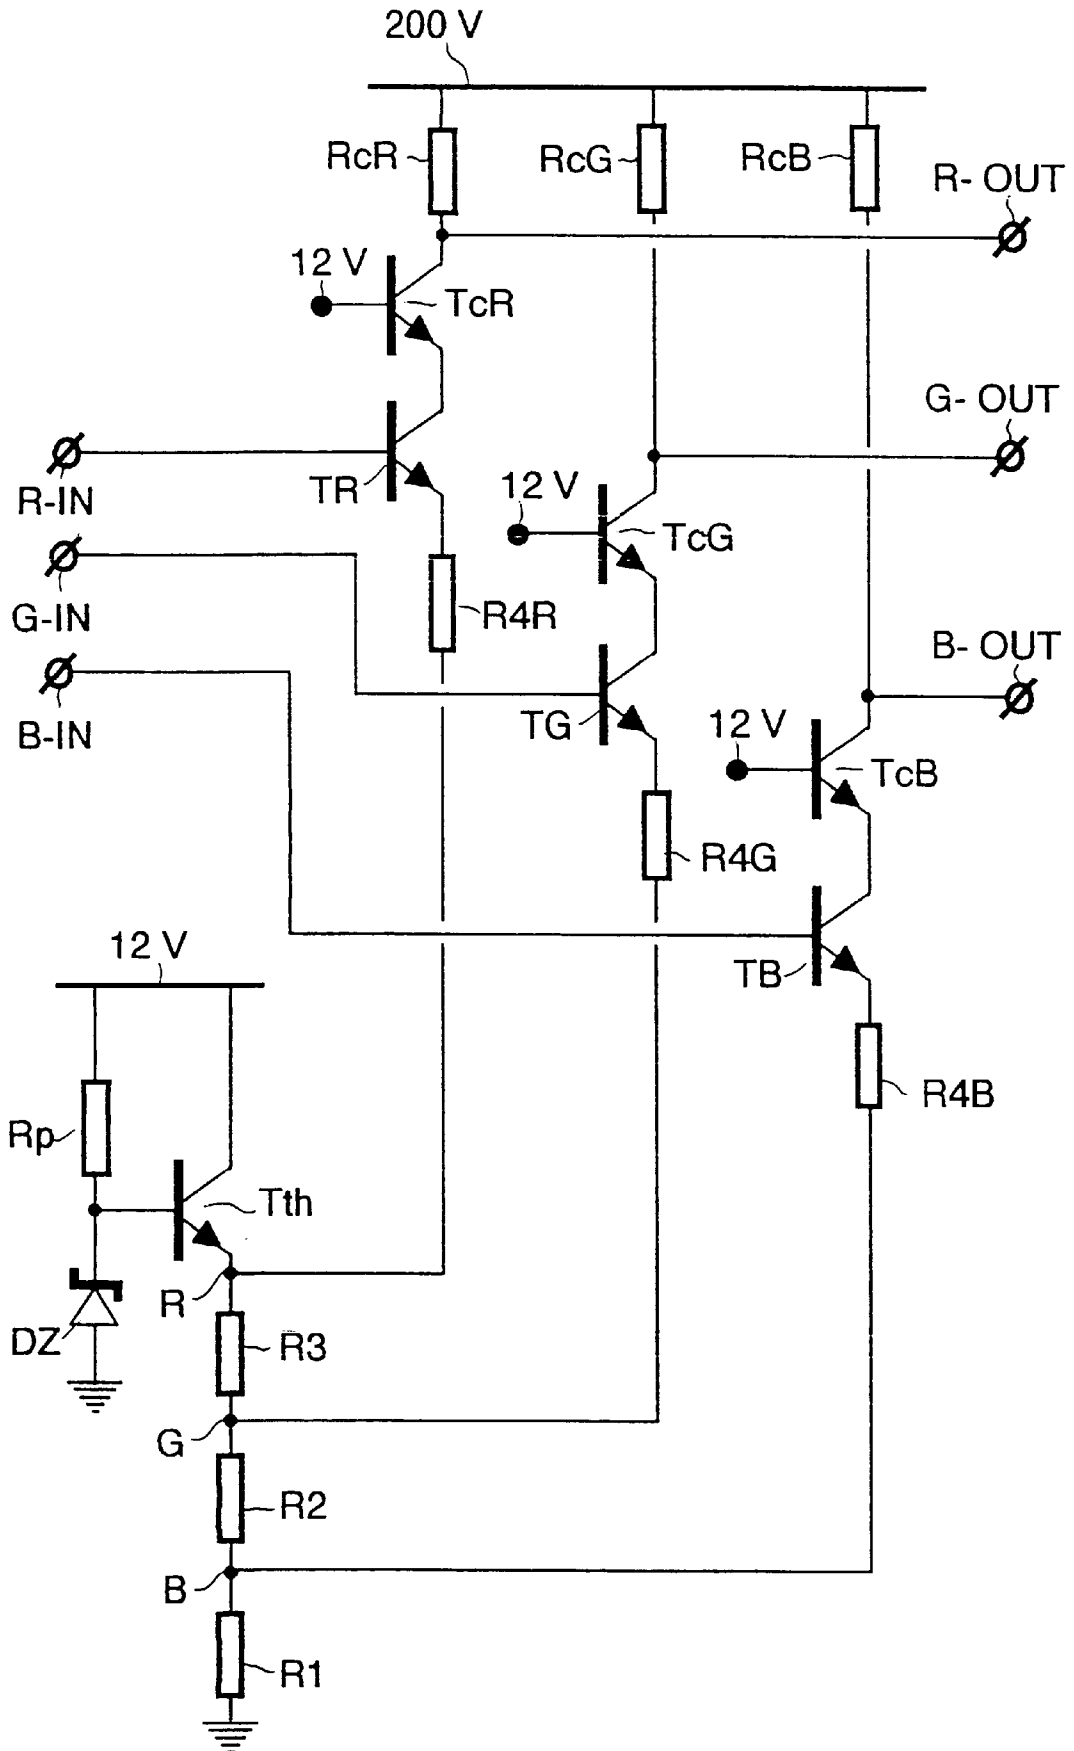 200 V
RcR
RcG
RcB
R- OUT
12 V
TcR
G- OUT
R-IN
TR
12 V
TcG
G-IN
R4R
B-OUT
B-IN
TG
12 V
TcB
R4G
12 V
TB
R4B
Rp
Tth
R
DZ
R3
G
R2
B
R1